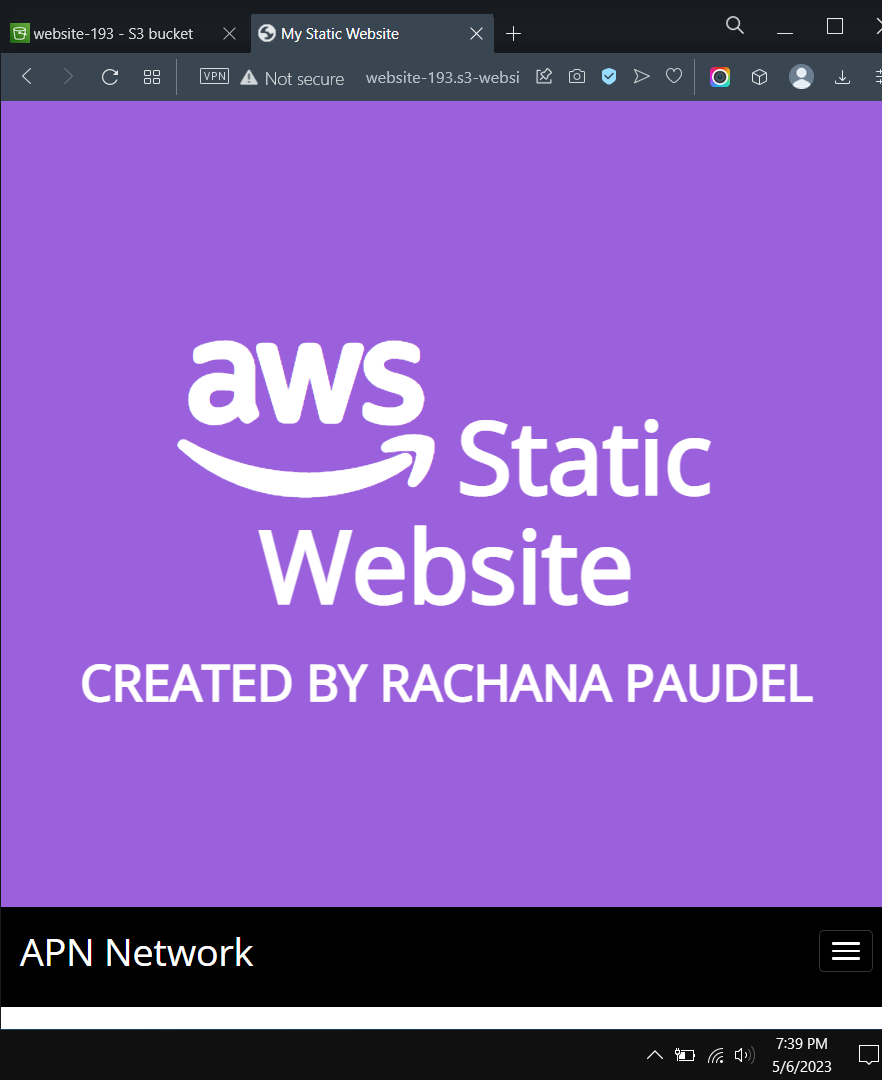 website-193 - S3 bucket
My Static Website
VPN
Not secure
website-193.s3-websi
aws Static
Website
CREATED BY RACHANA PAUDEL
APN Network
7:39 PM
5/6/2023